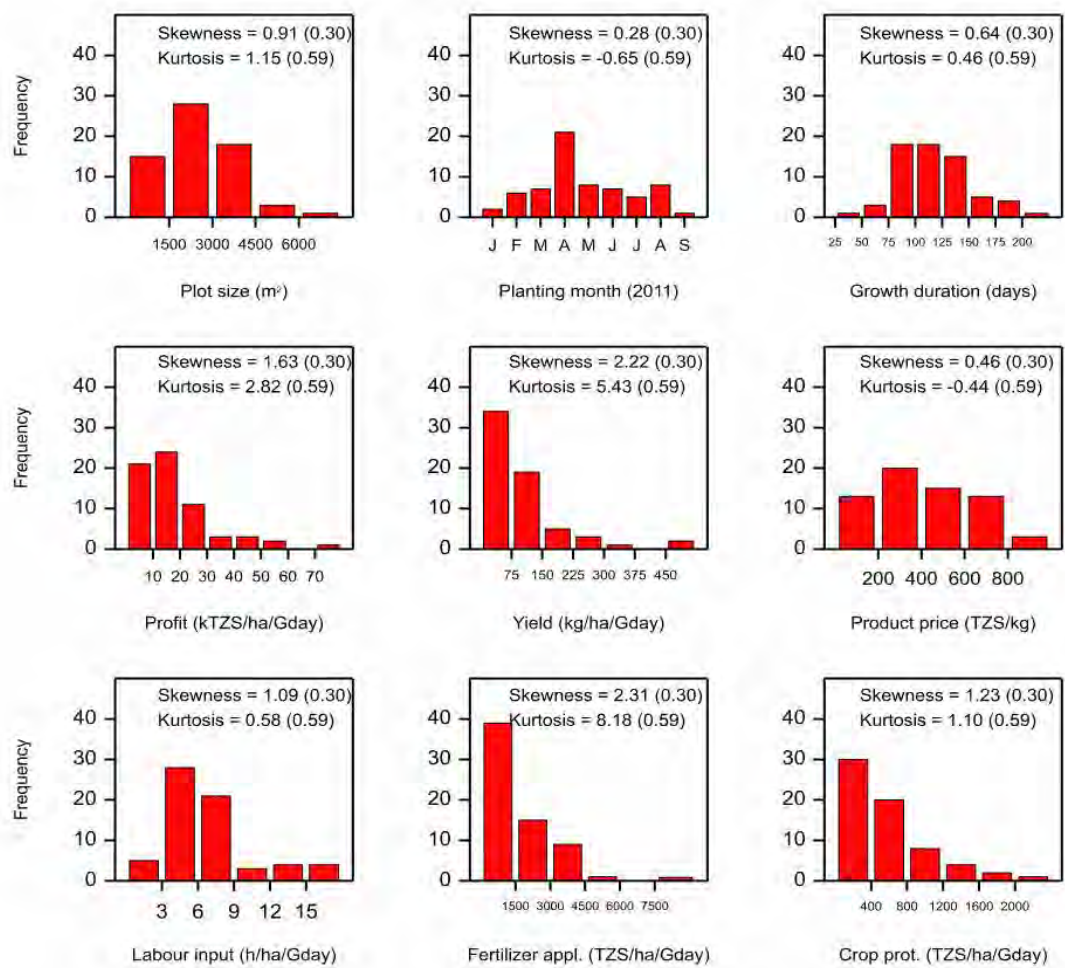 Skewness = 0.91 (0.30)
Kurtosis = 1.15 (0.59)
Frequency
40
30
20
10
0
1500 3000 4500 6000
Plot size (m²)
Skewness = 0.28 (0.30)
Kurtosis = -0.65 (0.59)
40
30
20
10
0
J F M A M J J A S
Planting month (2011)
Skewness = 0.64 (0.30)
Kurtosis = 0.46 (0.59)
40
30
20
10
0
25 50 75 100 125 150 175 200
Growth duration (days)
Skewness = 1.63 (0.30)
Kurtosis = 2.82 (0.59)
Frequency
40
30
20
10
0
10 20 30 40 50 60 70
Profit (kTZS/ha/Gday)
Skewness = 2.22 (0.30)
Kurtosis = 5.43 (0.59)
40
30
20
10
0
75 150 225 300 375 450
Yield (kg/ha/Gday)
Skewness = 0.46 (0.30)
Kurtosis = -0.44 (0.59)
40
30
20
10
0
200 400 600 800
Product price (TZS/kg)
Skewness = 1.09 (0.30)
Kurtosis = 0.58 (0.59)
Frequency
40
30
20
10
0
3 6 9 12 15
Labour input (h/ha/Gday)
Skewness = 2.31 (0.30)
Kurtosis = 8.18 (0.59)
40
30
20
10
0
1500 3000 4500 6000 7500
Fertilizer appl. (TZS/ha/Gday)
Skewness = 1.23 (0.30)
Kurtosis = 1.10 (0.59)
40
30
20
10
0
400 800 1200 1600 2000
Crop prot. (TZS/ha/Gday)